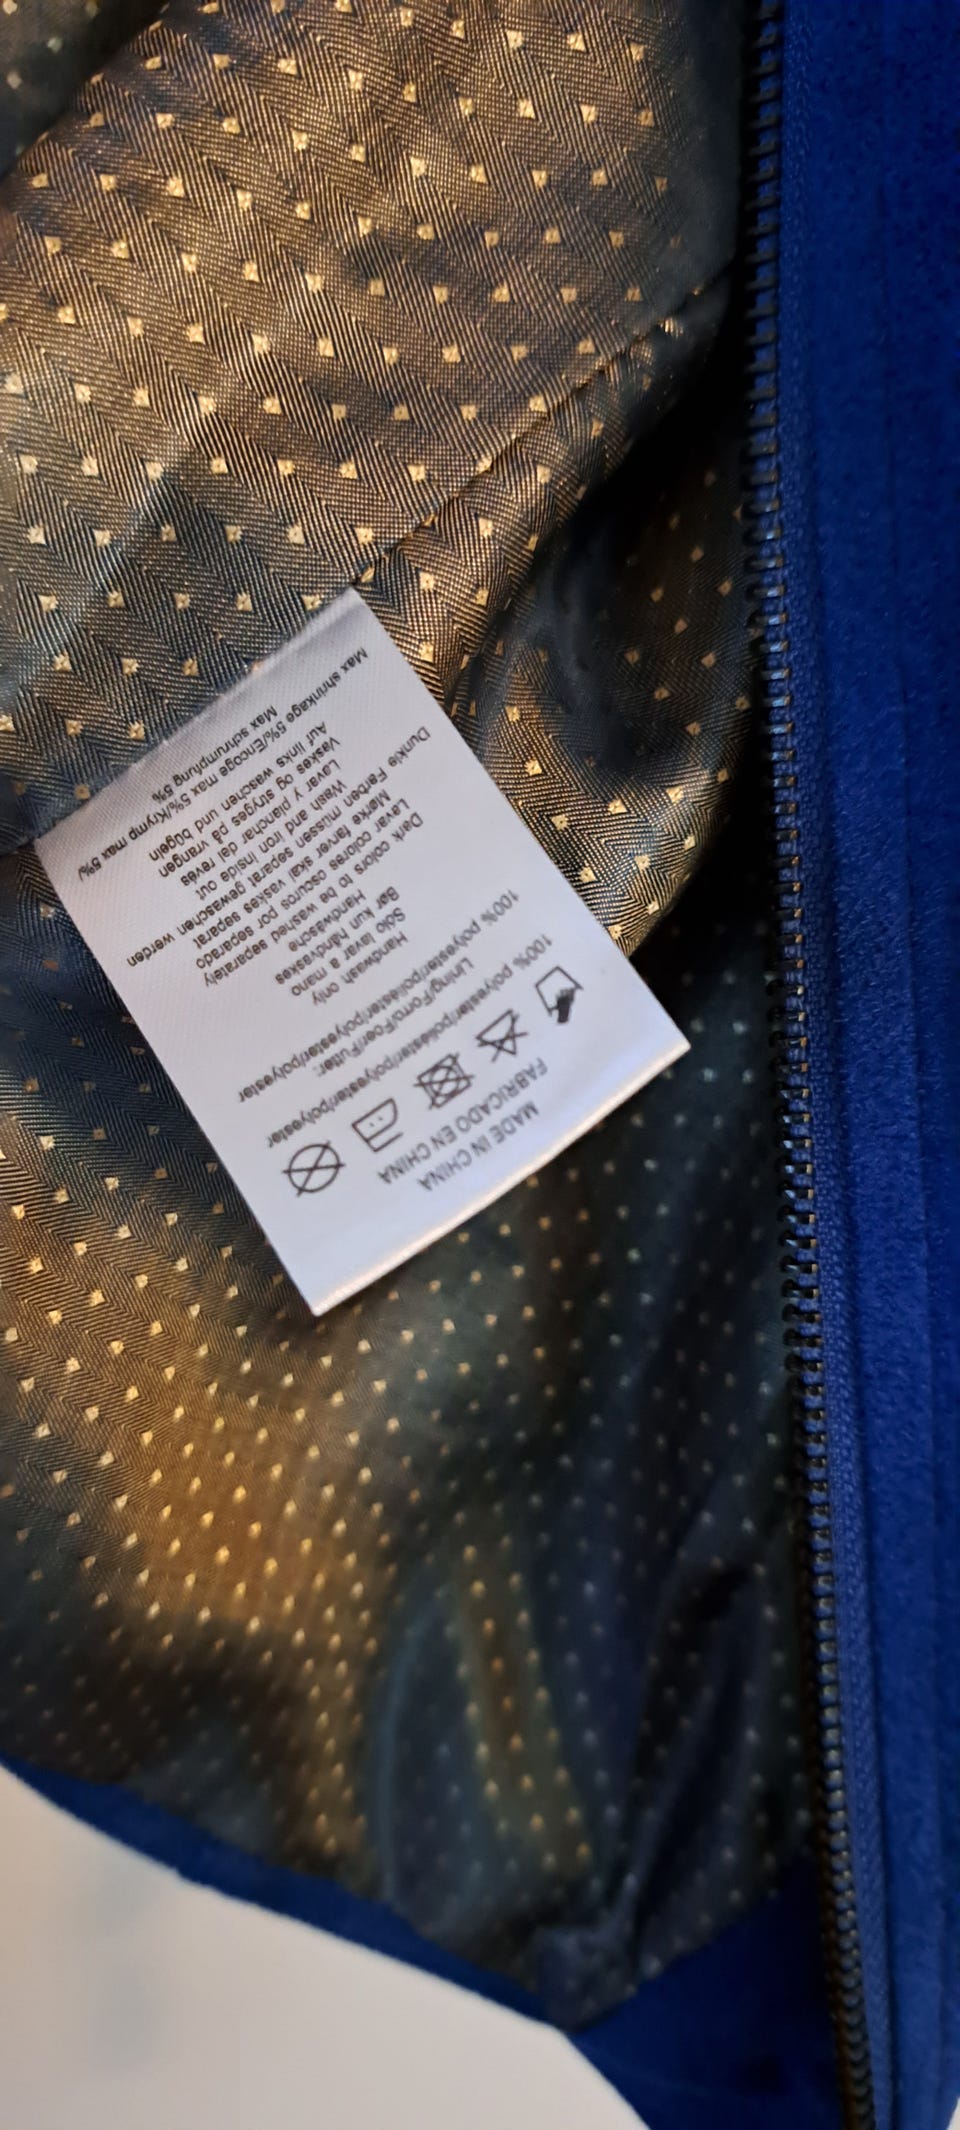 MADE IN CHINA
FABRICADO EN CHINA
100% polyester/poliéster/polyester
Lining/Forro/Foer/Futter:
100% polyester/poliéster/polyester
Handwash only
Sólo lavar a mano
Bør kun håndvaskes
Handwäsche
Dark colors to be washed separately
Lavar colores oscuros por separado
Mørke farver skal vaskes separat
Dunkle Farben müssen separat gewaschen werden
Wash and iron inside out
Lavar y planchar dal revés
Vaskes og stryges på vrangen
Auf links waschen und bügeln
Max shrinkage 5%/Encoge max 5%/Krymp max 5%/
Max schrumpfung 5%